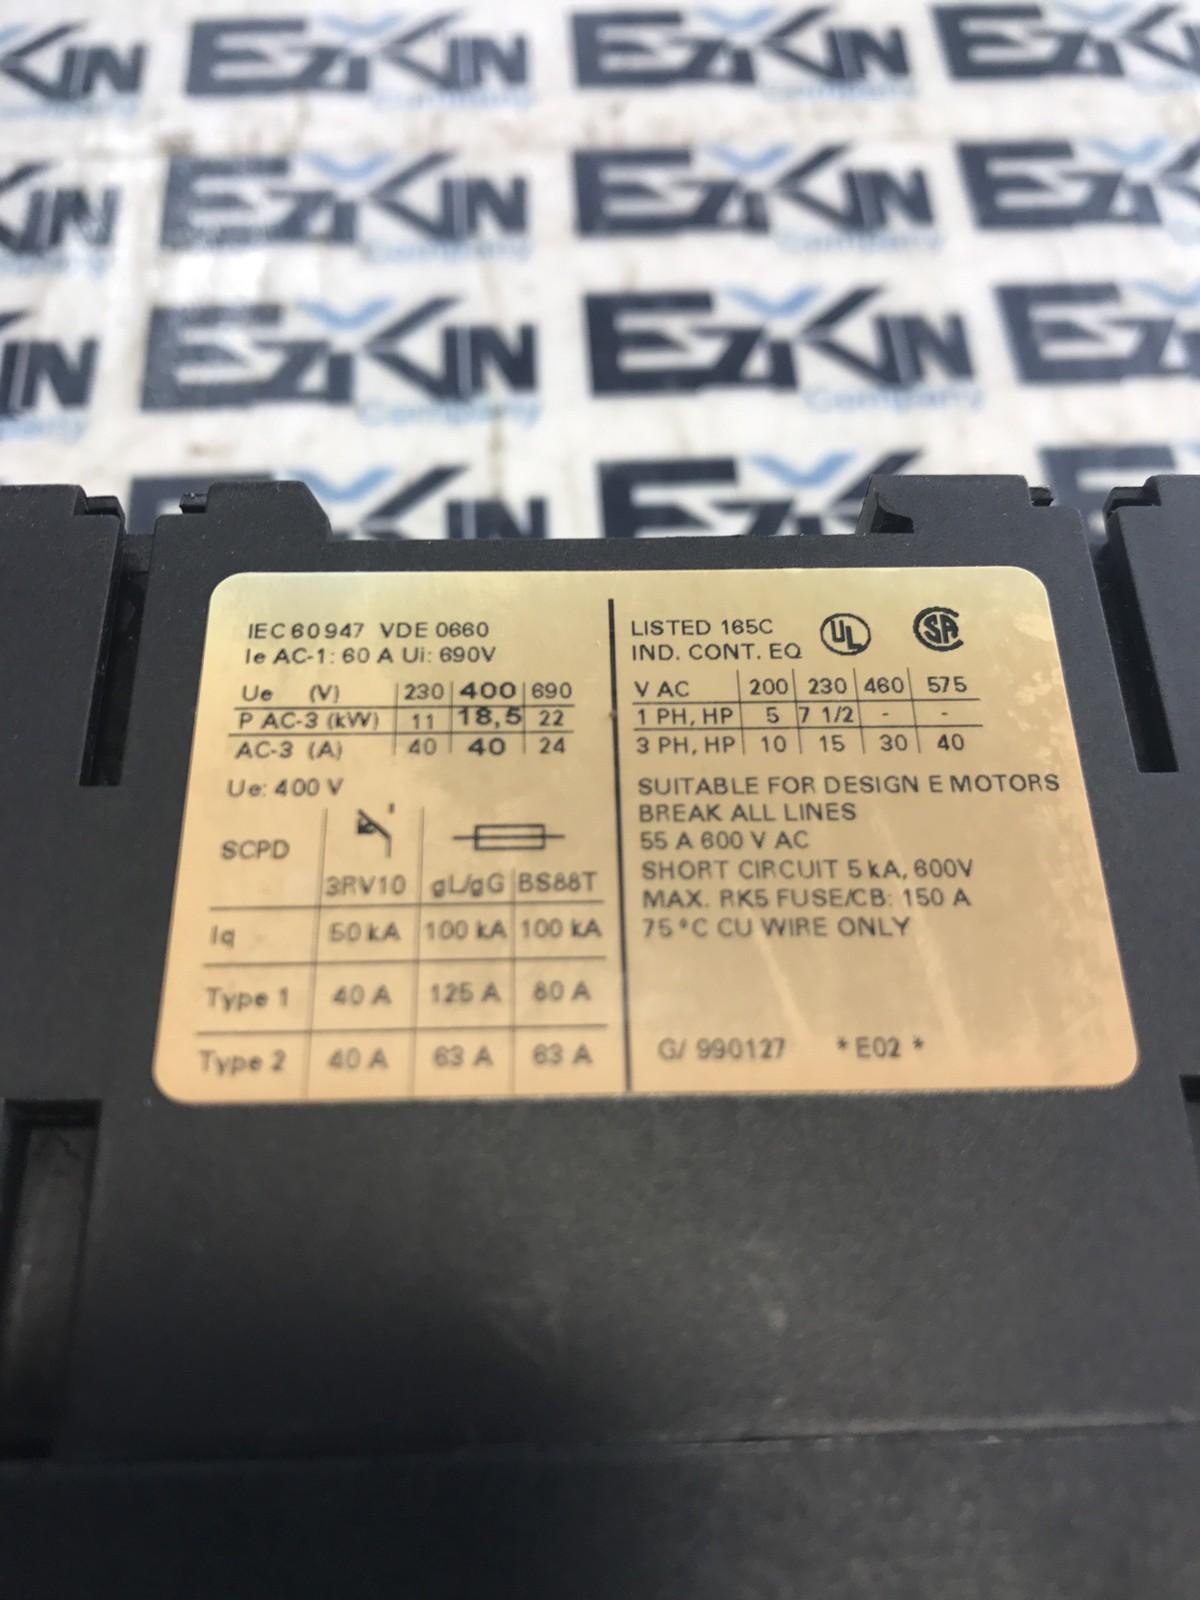 EZKIN
Company
IEC 60947 VDE 0660
Ie AC-1: 60 A Ui: 690V
Ue (V) 230 400 690
P AC-3 (kW) 11 18,5 22
AC-3 (A) 40 40 24
Ue: 400 V
SCPD
3RV10 gL/gG BS88T
Iq 50 kA 100 kA 100 kA
Type 1 40 A 125 A 80 A
Type 2 40 A 63 A 63 A
LISTED 165C UL SA
IND. CONT. EQ
V AC 200 230 460 575
1 PH, HP 5 7 1/2 - -
3 PH, HP 10 15 30 40
SUITABLE FOR DESIGN E MOTORS
BREAK ALL LINES
55 A 600 V AC
SHORT CIRCUIT 5 kA, 600V
MAX. RK5 FUSE/CB: 150 A
75°C CU WIRE ONLY
G/ 990127 * E02 *